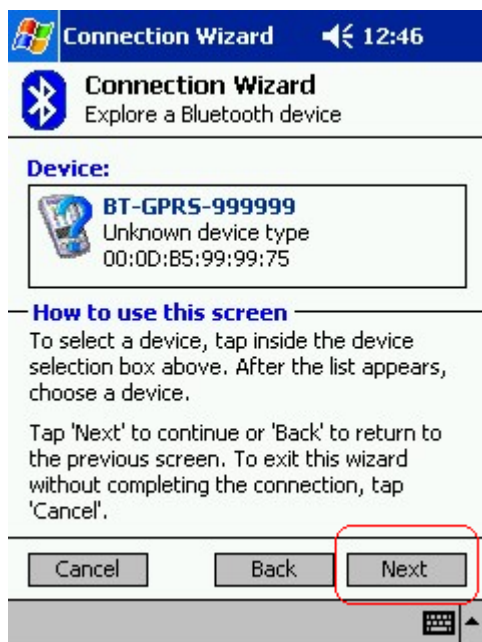 Connection Wizard 12:46
Connection Wizard
Explore a Bluetooth device
Device:
BT-GPRS-999999
Unknown device type
00:0D:B5:99:99:75
How to use this screen
To select a device, tap inside the device
selection box above. After the list appears,
choose a device.
Tap 'Next' to continue or 'Back' to return to
the previous screen. To exit this wizard
without completing the connection, tap
'Cancel'.
Cancel Back Next